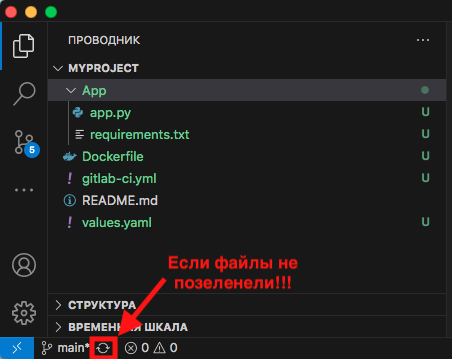 ПРОВОДНИК
MYPROJECT
App
app.py U
requirements.txt U
Dockerfile U
! gitlab-ci.yml U
README.md
! values.yaml U
5
Если файлы не
позеленели!!!
СТРУКТУРА
ВРЕМЕННАЯ ШКАЛА
main* 0 0